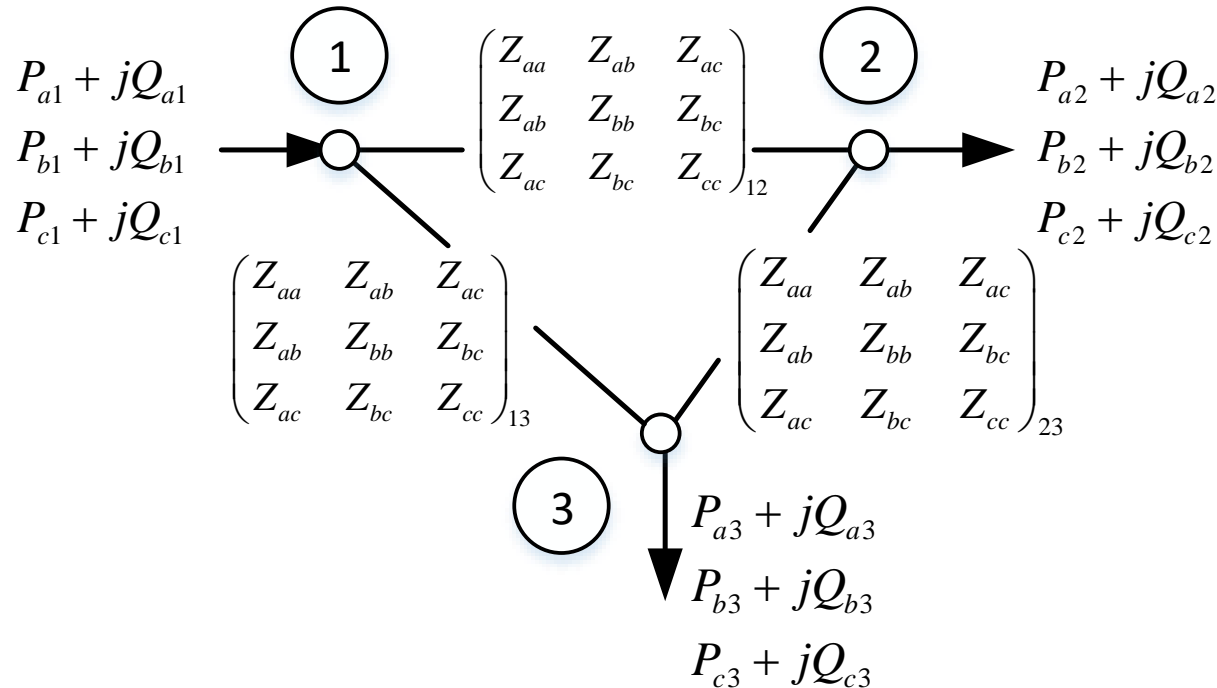 1
2
3
P_{a1} + jQ_{a1}
P_{b1} + jQ_{b1}
P_{c1} + jQ_{c1}
Z_{aa} Z_{ab} Z_{ac}
Z_{ab} Z_{bb} Z_{bc}
Z_{ac} Z_{bc} Z_{cc} 12
P_{a2} + jQ_{a2}
P_{b2} + jQ_{b2}
P_{c2} + jQ_{c2}
Z_{aa} Z_{ab} Z_{ac}
Z_{ab} Z_{bb} Z_{bc}
Z_{ac} Z_{bc} Z_{cc} 13
Z_{aa} Z_{ab} Z_{ac}
Z_{ab} Z_{bb} Z_{bc}
Z_{ac} Z_{bc} Z_{cc} 23
P_{a3} + jQ_{a3}
P_{b3} + jQ_{b3}
P_{c3} + jQ_{c3}